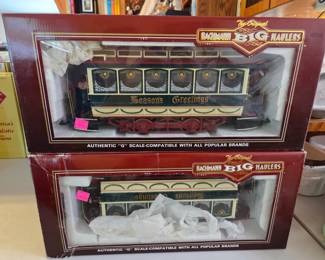 The Original
BACHMANN BIG HAULERS
Season's Greetings
AUTHENTIC "G" SCALE-COMPATIBLE WITH ALL POPULAR BRANDS
The Original
BACHMANN BIG HAULERS
AUTHENTIC "G" SCALE-COMPATIBLE WITH ALL POPULAR BRANDS